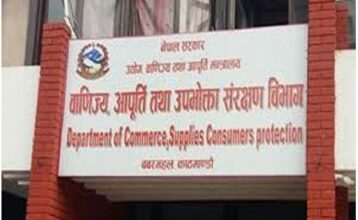 नेपाल सरकार
उद्योग, वाणिज्य तथा आपूर्ति मन्त्रालय
वाणिज्य, आपूर्ति तथा उपभोक्ता संरक्षण विभाग
Department of Commerce,Supplies Consumers protection
बबरमहल, काठमाण्डौ